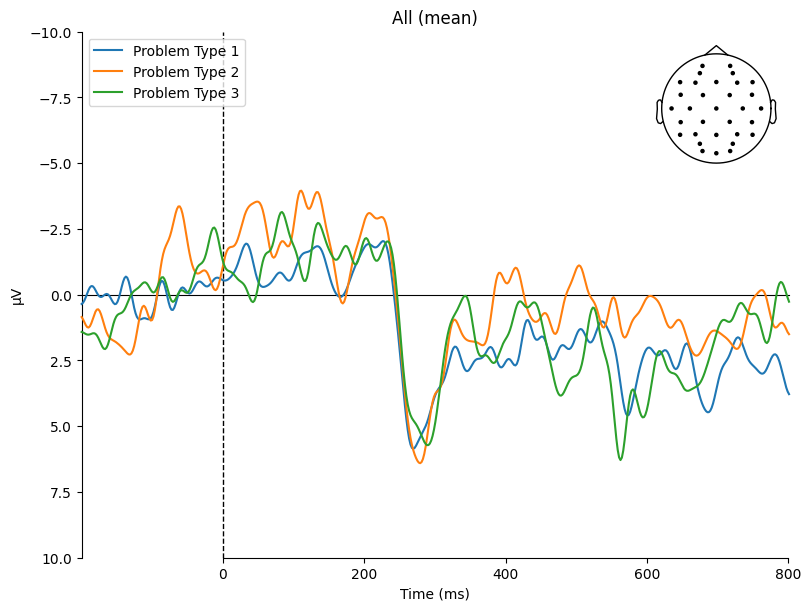 All (mean)
Problem Type 1
Problem Type 2
Problem Type 3
−10.0
−7.5
−5.0
−2.5
0.0
2.5
5.0
7.5
10.0
µV
0
200
400
600
800
Time (ms)